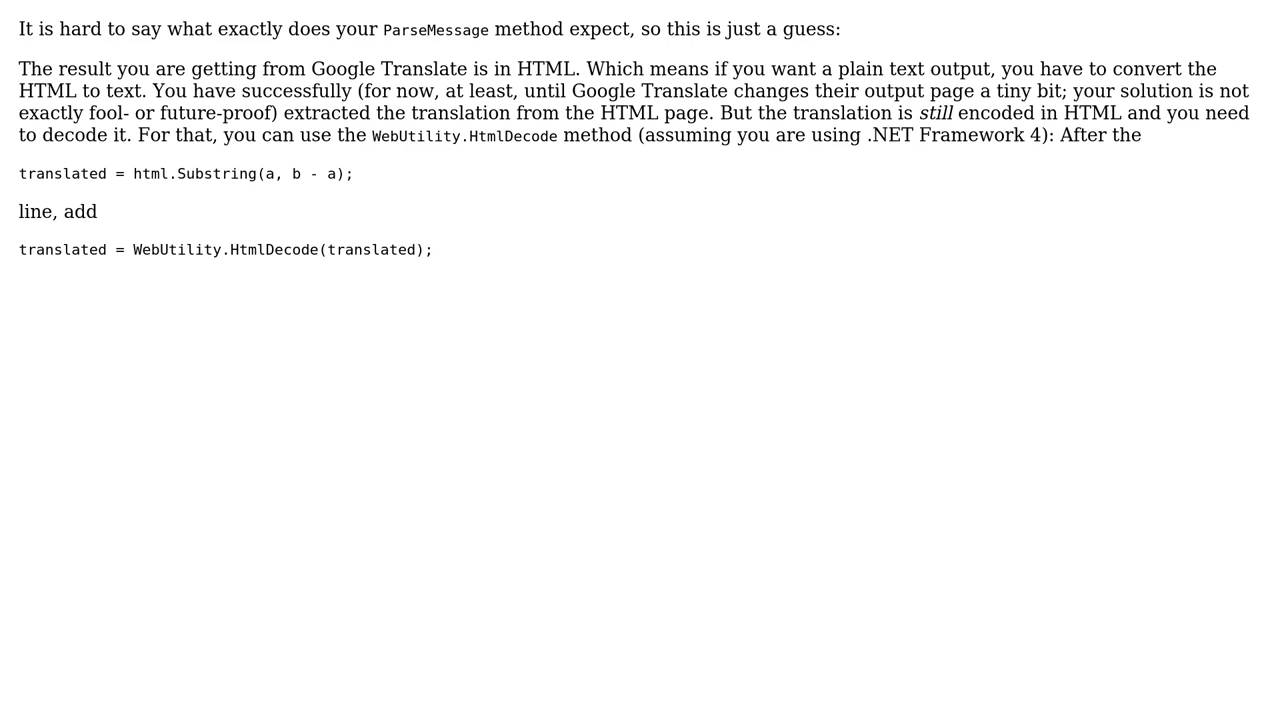 It is hard to say what exactly does your ParseMessage method expect, so this is just a guess:
The result you are getting from Google Translate is in HTML. Which means if you want a plain text output, you have to convert the
HTML to text. You have successfully (for now, at least, until Google Translate changes their output page a tiny bit; your solution is not
exactly fool- or future-proof) extracted the translation from the HTML page. But the translation is still encoded in HTML and you need
to decode it. For that, you can use the WebUtility.HtmlDecode method (assuming you are using .NET Framework 4): After the
translated = html.Substring(a, b - a);
line, add
translated = WebUtility.HtmlDecode(translated);